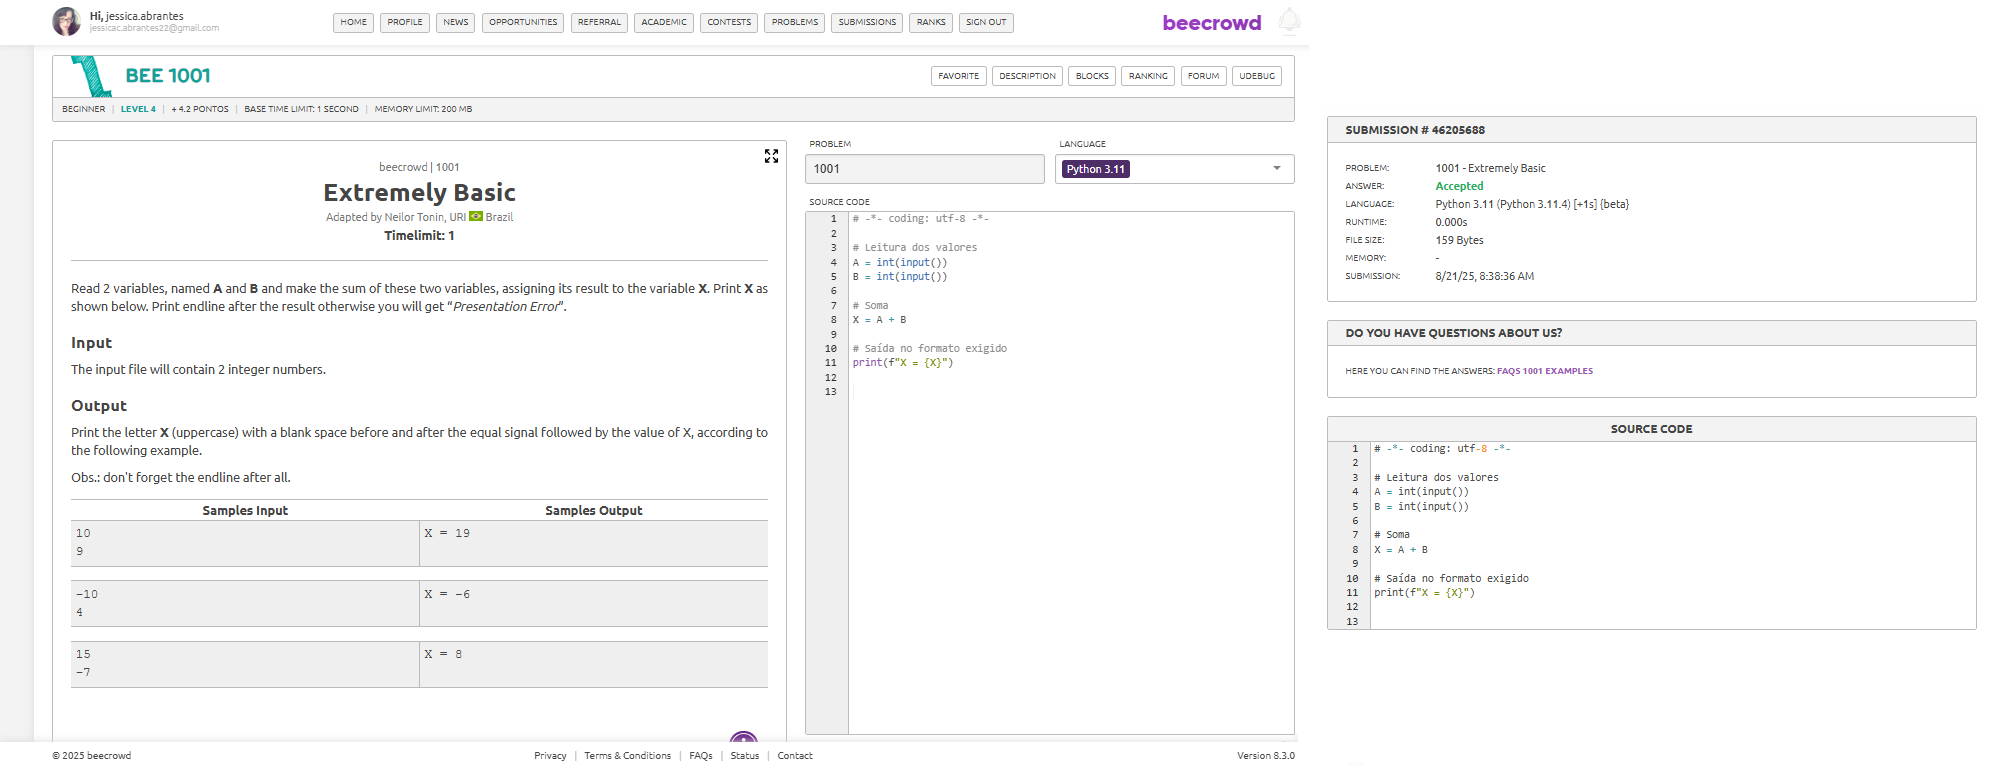 Hi, jessica.abrantes
jessicac.abrantes22@gmail.com
HOME
PROFILE
NEWS
OPPORTUNITIES
REFERRAL
ACADEMIC
CONTESTS
PROBLEMS
SUBMISSIONS
RANKS
SIGN OUT
beecrowd
BEE 1001
FAVORITE
DESCRIPTION
BLOCKS
RANKING
FORUM
UDEBUG
BEGINNER | LEVEL 4 | + 4.2 PONTOS | BASE TIME LIMIT: 1 SECOND | MEMORY LIMIT: 200 MB
beecrowd | 1001
Extremely Basic
Adapted by Neilor Tonin, URI Brazil
Timelimit: 1
Read 2 variables, named A and B and make the sum of these two variables, assigning its result to the variable X. Print X as
shown below. Print endline after the result otherwise you will get “Presentation Error”.
Input
The input file will contain 2 integer numbers.
Output
Print the letter X (uppercase) with a blank space before and after the equal signal followed by the value of X, according to
the following example.
Obs.: don't forget the endline after all.
Samples Input
Samples Output
10
9
X = 19
-10
4
X = -6
15
-7
X = 8
PROBLEM
1001
LANGUAGE
Python 3.11
SOURCE CODE
1 # -*- coding: utf-8 -*-
2
3 # Leitura dos valores
4 A = int(input())
5 B = int(input())
6
7 # Soma
8 X = A + B
9
10 # Saída no formato exigido
11 print(f"X = {X}")
12
13
SUBMISSION # 46205688
PROBLEM: 1001 - Extremely Basic
ANSWER: Accepted
LANGUAGE: Python 3.11 (Python 3.11.4) [+1s] {beta}
RUNTIME: 0.000s
FILE SIZE: 159 Bytes
MEMORY: -
SUBMISSION: 8/21/25, 8:38:36 AM
DO YOU HAVE QUESTIONS ABOUT US?
HERE YOU CAN FIND THE ANSWERS: FAQS 1001 EXAMPLES
SOURCE CODE
1 # -*- coding: utf-8 -*-
2
3 # Leitura dos valores
4 A = int(input())
5 B = int(input())
6
7 # Soma
8 X = A + B
9
10 # Saída no formato exigido
11 print(f"X = {X}")
12
13
© 2025 beecrowd
Privacy | Terms & Conditions | FAQs | Status | Contact
Version 8.3.0